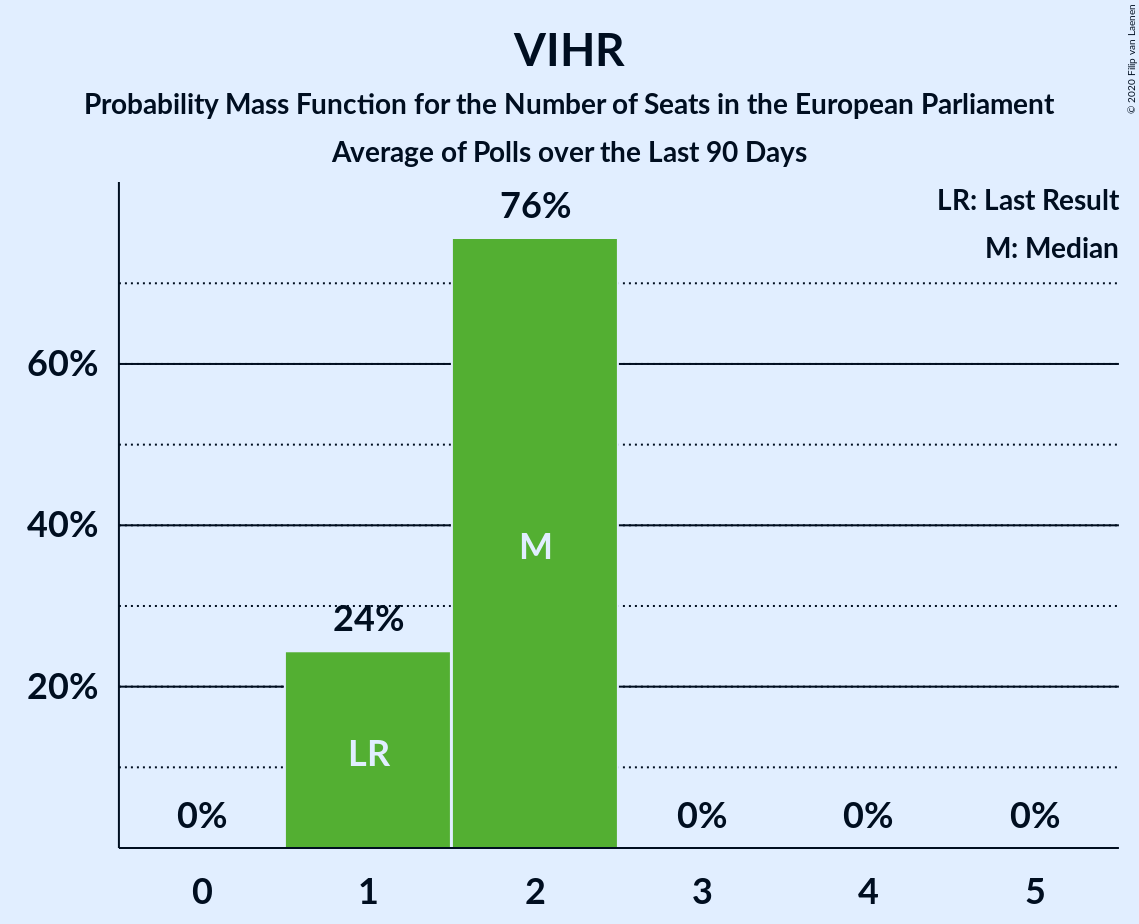 VIHR
Probability Mass Function for the Number of Seats in the European Parliament
Average of Polls over the Last 90 Days
© 2020 Filip van Laenen
LR: Last Result
M: Median
76%
60%
40%
M
24%
20%
LR
0%
0%
0%
0%
0
1
2
3
4
5